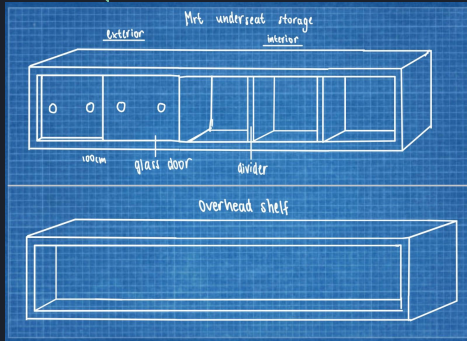 Mrt underseat storage
exterior
interior
100cm
glass door
divider
Overhead shelf